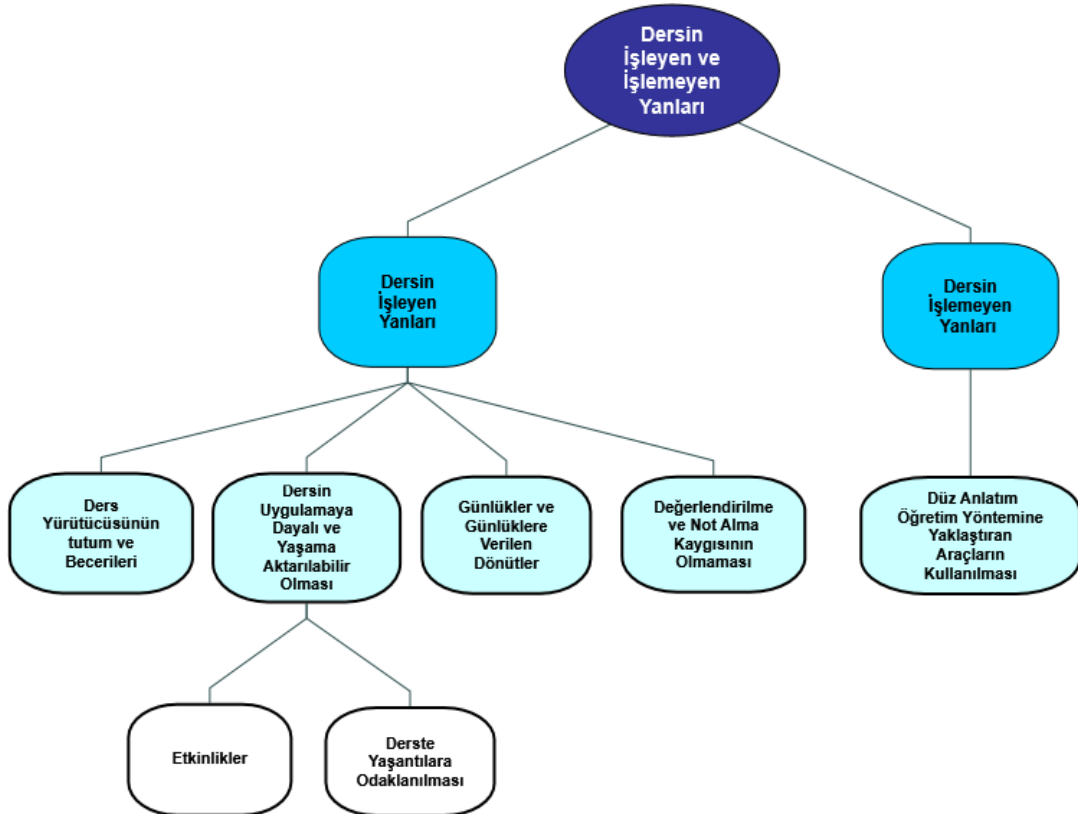 Dersin
İşleyen ve
İşlemeyen
Yanları
Dersin
İşleyen
Yanları
Dersin
İşlemeyen
Yanları
Ders
Yürütücüsünün
tutum ve
Becerileri
Dersin
Uygulamaya
Dayalı ve
Yaşama
Aktarılabilir
Olması
Günlükler ve
Günlüklere
Verilen
Dönütler
Değerlendirilme
ve Not Alma
Kaygısının
Olmaması
Düz Anlatım
Öğretim Yöntemine
Yaklaştıran
Araçların
Kullanılması
Etkinlikler
Derste
Yaşantılara
Odaklanılması